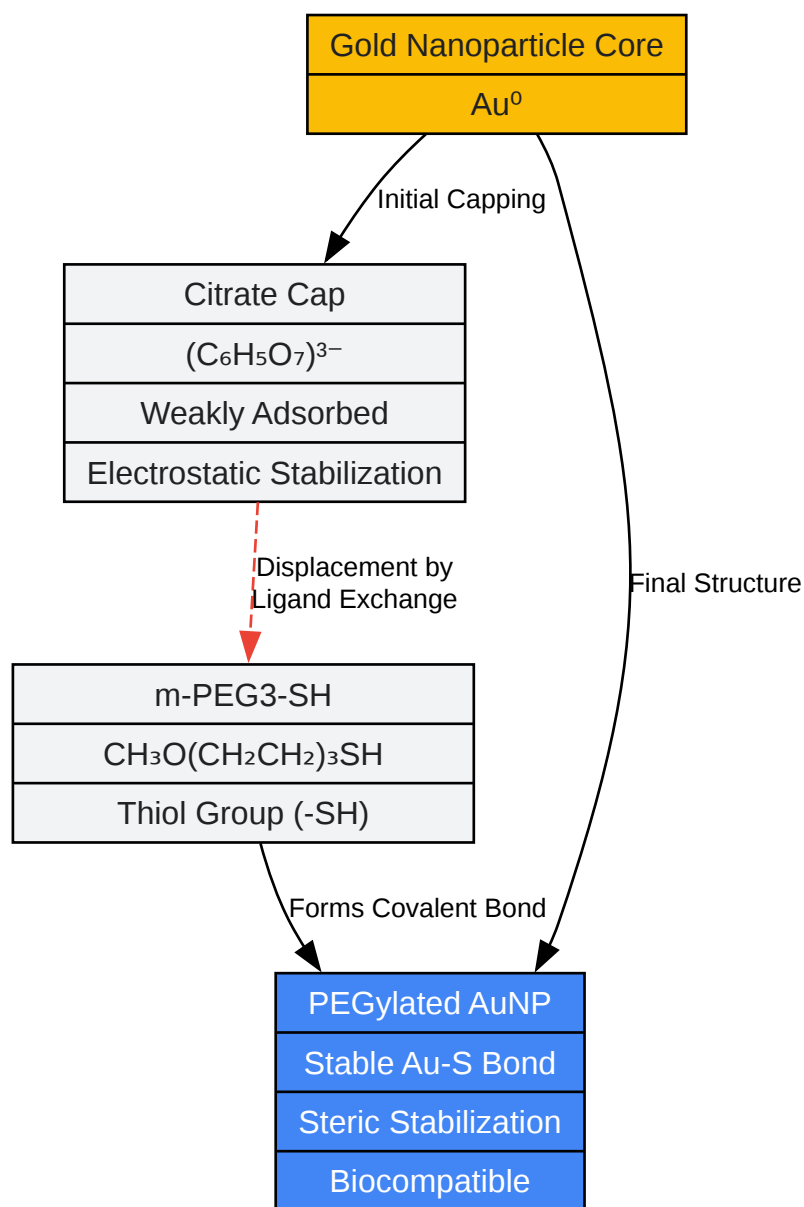 Gold Nanoparticle Core
Au⁰
Initial Capping
Citrate Cap
(C₆H₅O₇)³⁻
Weakly Adsorbed
Electrostatic Stabilization
Displacement by
Ligand Exchange
Final Structure
m-PEG3-SH
CH₃O(CH₂CH₂)₃SH
Thiol Group (-SH)
Forms Covalent Bond
PEGylated AuNP
Stable Au-S Bond
Steric Stabilization
Biocompatible